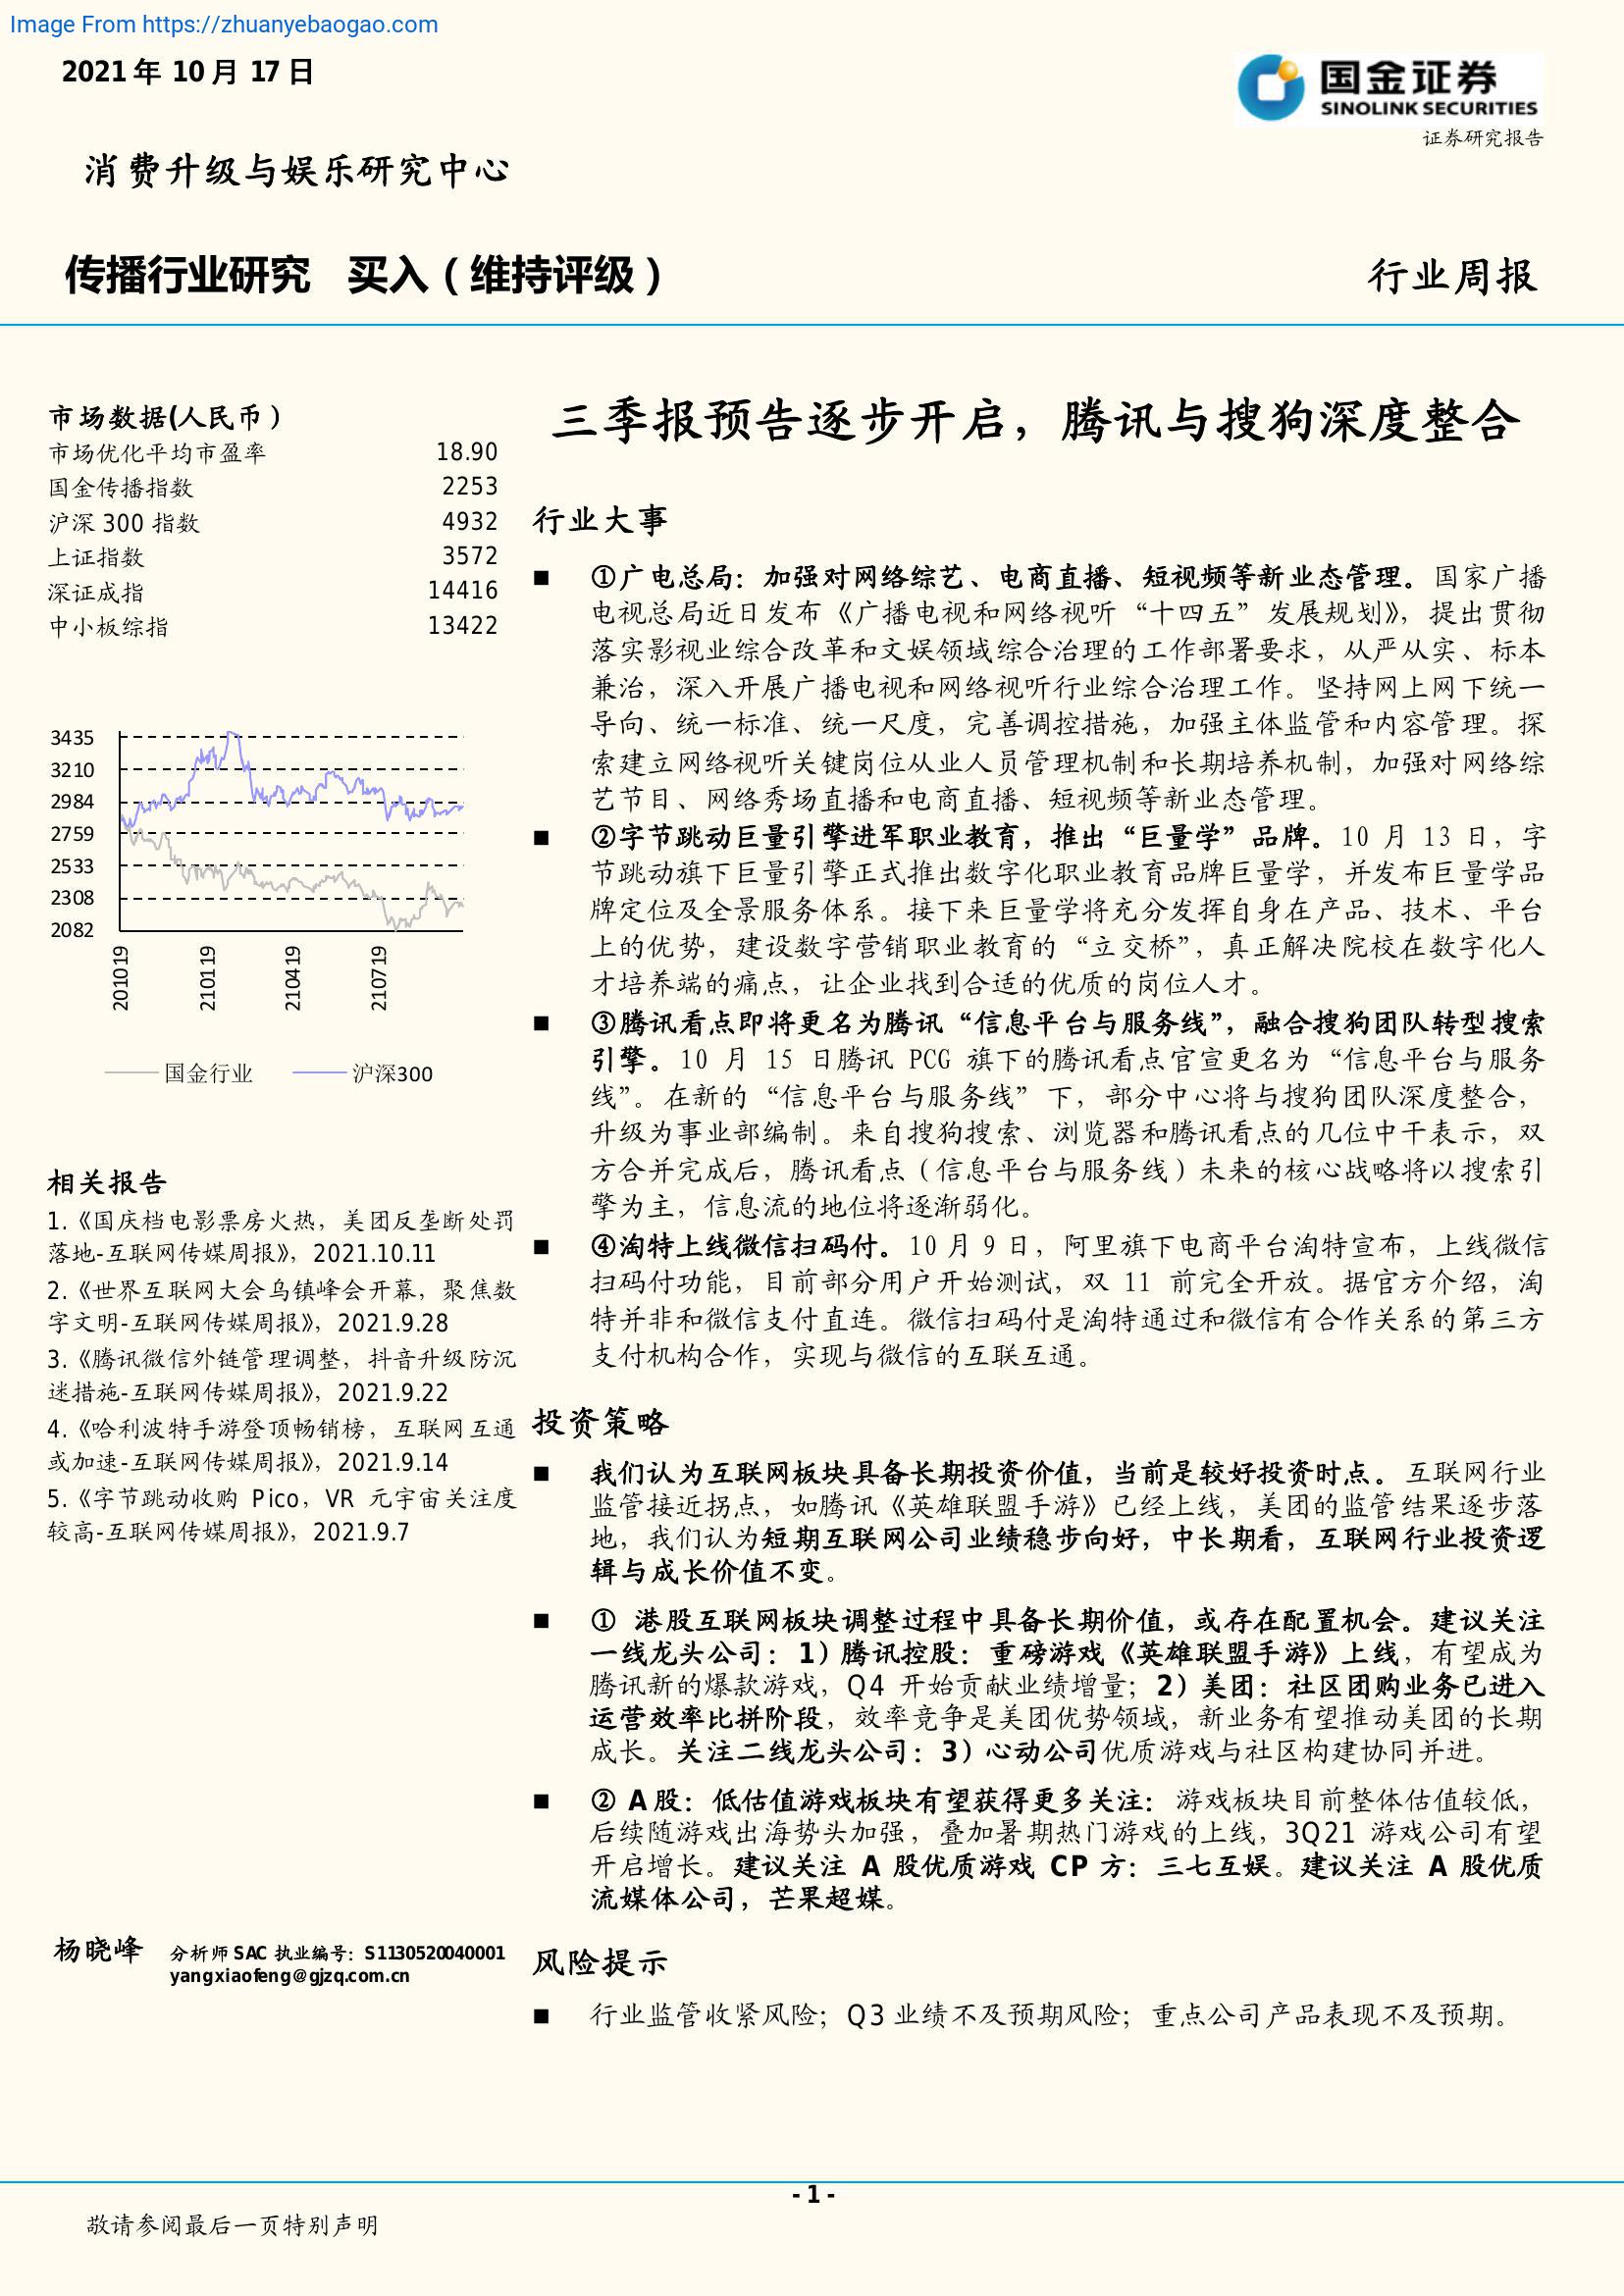 Image From https://zhuanyebaogao.com
2021 年 10 月 17 日
国金证券
SINOLINK SECURITIES
证券研究报告
消费升级与娱乐研究中心
传播行业研究 买入（维持评级）
行业周报
市场数据(人民币）
市场优化平均市盈率 18.90
国金传播指数 2253
沪深 300 指数 4932
上证指数 3572
深证成指 14416
中小板综指 13422
3435
3210
2984
2759
2533
2308
2082
201019
210119
210419
210719
国金行业 沪深300
相关报告
1.《国庆档电影票房火热，美团反垄断处罚
落地-互联网传媒周报》，2021.10.11
2.《世界互联网大会乌镇峰会开幕，聚焦数
字文明-互联网传媒周报》，2021.9.28
3.《腾讯微信外链管理调整，抖音升级防沉
迷措施-互联网传媒周报》，2021.9.22
4.《哈利波特手游登顶畅销榜，互联网互通
或加速-互联网传媒周报》，2021.9.14
5.《字节跳动收购 Pico，VR 元宇宙关注度
较高-互联网传媒周报》，2021.9.7
杨晓峰 分析师 SAC 执业编号：S1130520040001
yangxiaofeng@gjzq.com.cn
三季报预告逐步开启，腾讯与搜狗深度整合
行业大事
■ ①广电总局：加强对网络综艺、电商直播、短视频等新业态管理。国家广播
电视总局近日发布《广播电视和网络视听“十四五”发展规划》，提出贯彻
落实影视业综合改革和文娱领域综合治理的工作部署要求，从严从实、标本
兼治，深入开展广播电视和网络视听行业综合治理工作。坚持网上网下统一
导向、统一标准、统一尺度，完善调控措施，加强主体监管和内容管理。探
索建立网络视听关键岗位从业人员管理机制和长期培养机制，加强对网络综
艺节目、网络秀场直播和电商直播、短视频等新业态管理。
■ ②字节跳动巨量引擎进军职业教育，推出“巨量学”品牌。10 月 13 日，字
节跳动旗下巨量引擎正式推出数字化职业教育品牌巨量学，并发布巨量学品
牌定位及全景服务体系。接下来巨量学将充分发挥自身在产品、技术、平台
上的优势，建设数字营销职业教育的“立交桥”，真正解决院校在数字化人
才培养端的痛点，让企业找到合适的优质的岗位人才。
■ ③腾讯看点即将更名为腾讯“信息平台与服务线”，融合搜狗团队转型搜索
引擎。10 月 15 日腾讯 PCG 旗下的腾讯看点官宣更名为“信息平台与服务
线”。在新的“信息平台与服务线”下，部分中心将与搜狗团队深度整合，
升级为事业部编制。来自搜狗搜索、浏览器和腾讯看点的几位中干表示，双
方合并完成后，腾讯看点（信息平台与服务线）未来的核心战略将以搜索引
擎为主，信息流的地位将逐渐弱化。
■ ④淘特上线微信扫码付。10 月 9 日，阿里旗下电商平台淘特宣布，上线微信
扫码付功能，目前部分用户开始测试，双 11 前完全开放。据官方介绍，淘
特并非和微信支付直连。微信扫码付是淘特通过和微信有合作关系的第三方
支付机构合作，实现与微信的互联互通。
投资策略
■ 我们认为互联网板块具备长期投资价值，当前是较好投资时点。互联网行业
监管接近拐点，如腾讯《英雄联盟手游》已经上线，美团的监管结果逐步落
地，我们认为短期互联网公司业绩稳步向好，中长期看，互联网行业投资逻
辑与成长价值不变。
■ ① 港股互联网板块调整过程中具备长期价值，或存在配置机会。建议关注
一线龙头公司：1）腾讯控股：重磅游戏《英雄联盟手游》上线，有望成为
腾讯新的爆款游戏，Q4 开始贡献业绩增量；2）美团：社区团购业务已进入
运营效率比拼阶段，效率竞争是美团优势领域，新业务有望推动美团的长期
成长。关注二线龙头公司：3）心动公司优质游戏与社区构建协同并进。
■ ② A 股：低估值游戏板块有望获得更多关注：游戏板块目前整体估值较低，
后续随游戏出海势头加强，叠加暑期热门游戏的上线，3Q21 游戏公司有望
开启增长。建议关注 A 股优质游戏 CP 方：三七互娱。建议关注 A 股优质
流媒体公司，芒果超媒。
风险提示
■ 行业监管收紧风险；Q3 业绩不及预期风险；重点公司产品表现不及预期。
- 1 -
敬请参阅最后一页特别声明